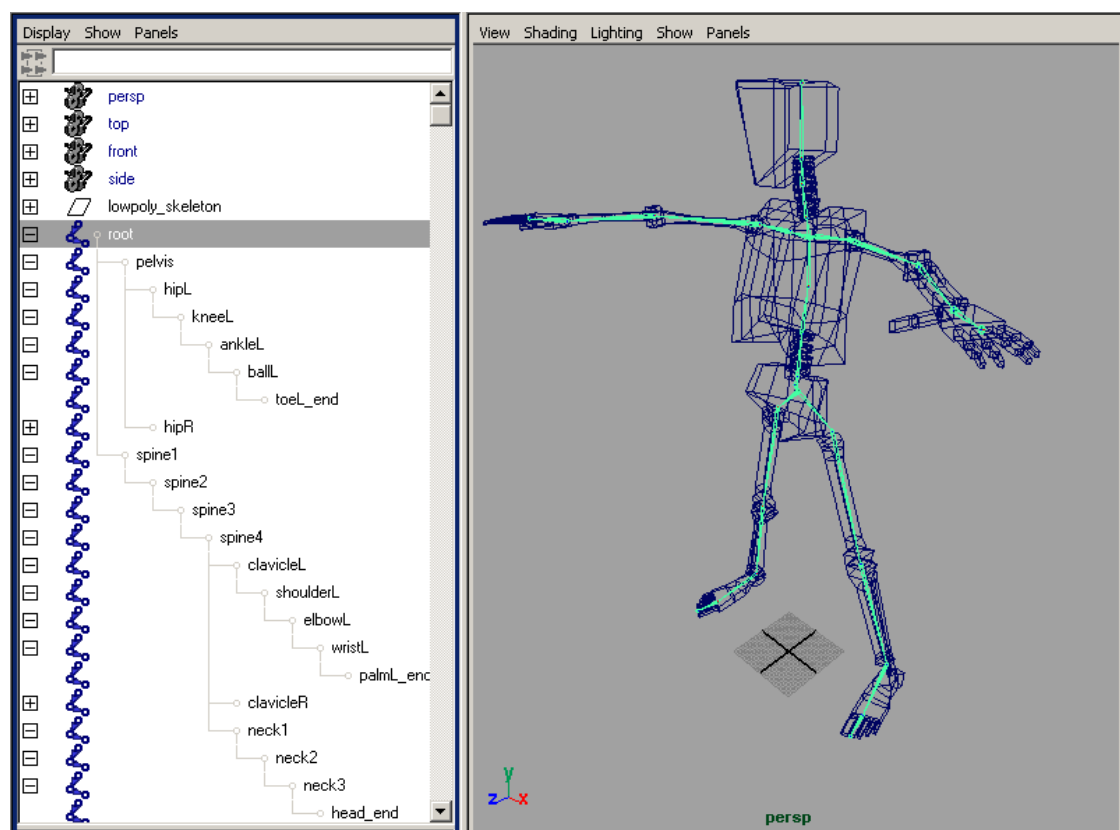 Display Show Panels
View Shading Lighting Show Panels
persp
top
front
side
lowpoly_skeleton
root
pelvis
hipL
kneeL
ankleL
ballL
toeL_end
hipR
spine1
spine2
spine3
spine4
clavicleL
shoulderL
elbowL
wristL
palmL_end
clavicleR
neck1
neck2
neck3
head_end
y
z x
persp